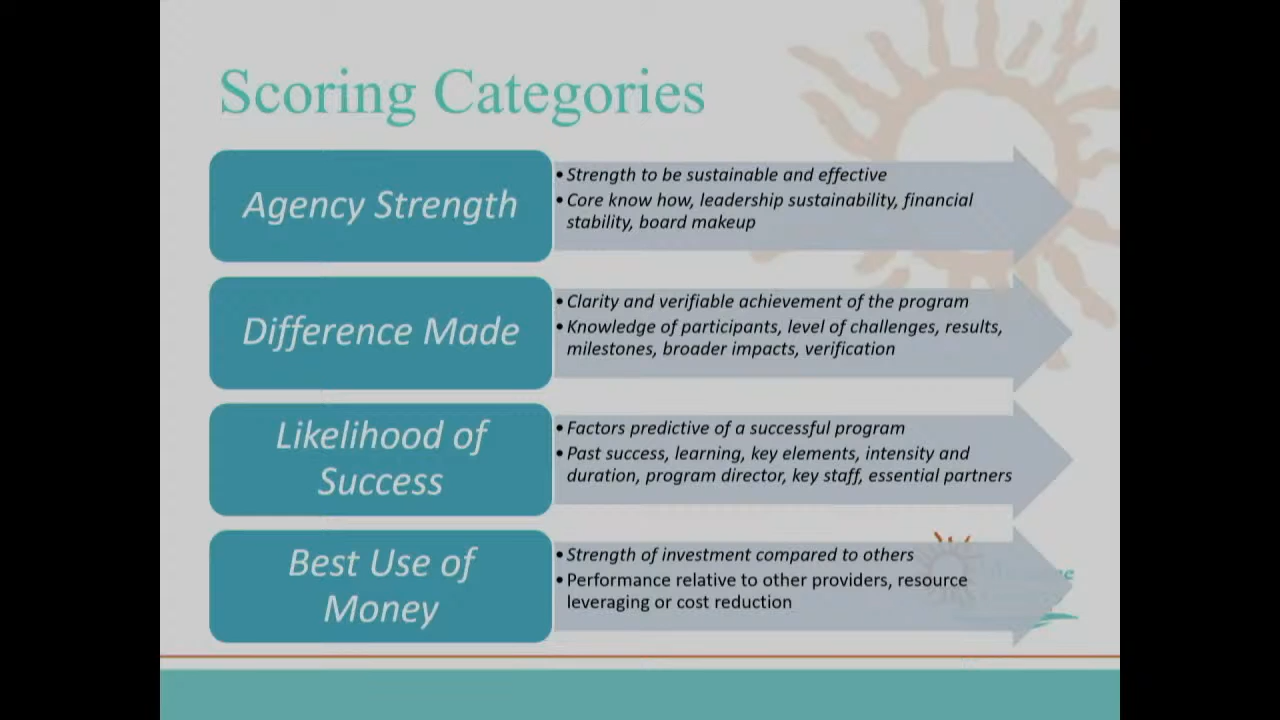 Scoring Categories
Agency Strength
• Strength to be sustainable and effective
• Core know how, leadership sustainability, financial
stability, board makeup
Difference Made
• Clarity and verifiable achievement of the program
• Knowledge of participants, level of challenges, results,
milestones, broader impacts, verification
Likelihood of
Success
• Factors predictive of a successful program
• Past success, learning, key elements, intensity and
duration, program director, key staff, essential partners
Best Use of
Money
• Strength of investment compared to others
• Performance relative to other providers, resource
leveraging or cost reduction